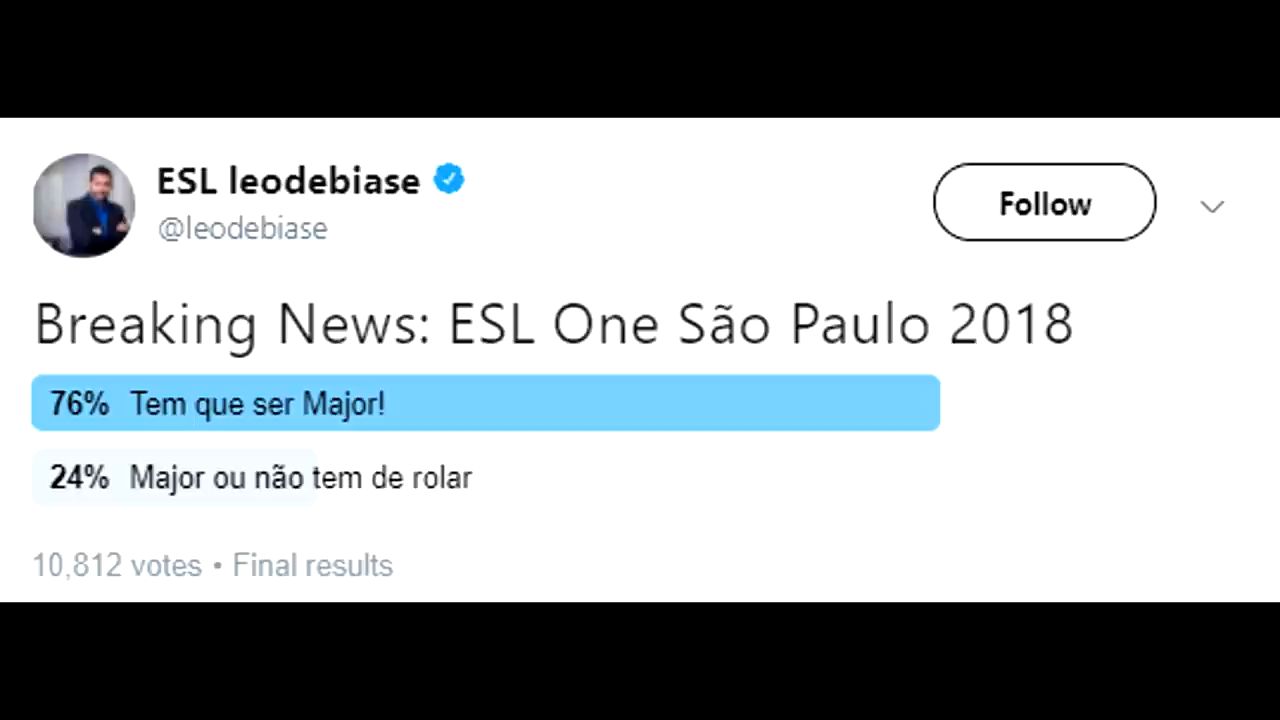 ESL leodebiase
@leodebiase
Follow
Breaking News: ESL One São Paulo 2018
76% Tem que ser Major!
24% Major ou não tem de rolar
10,812 votes • Final results